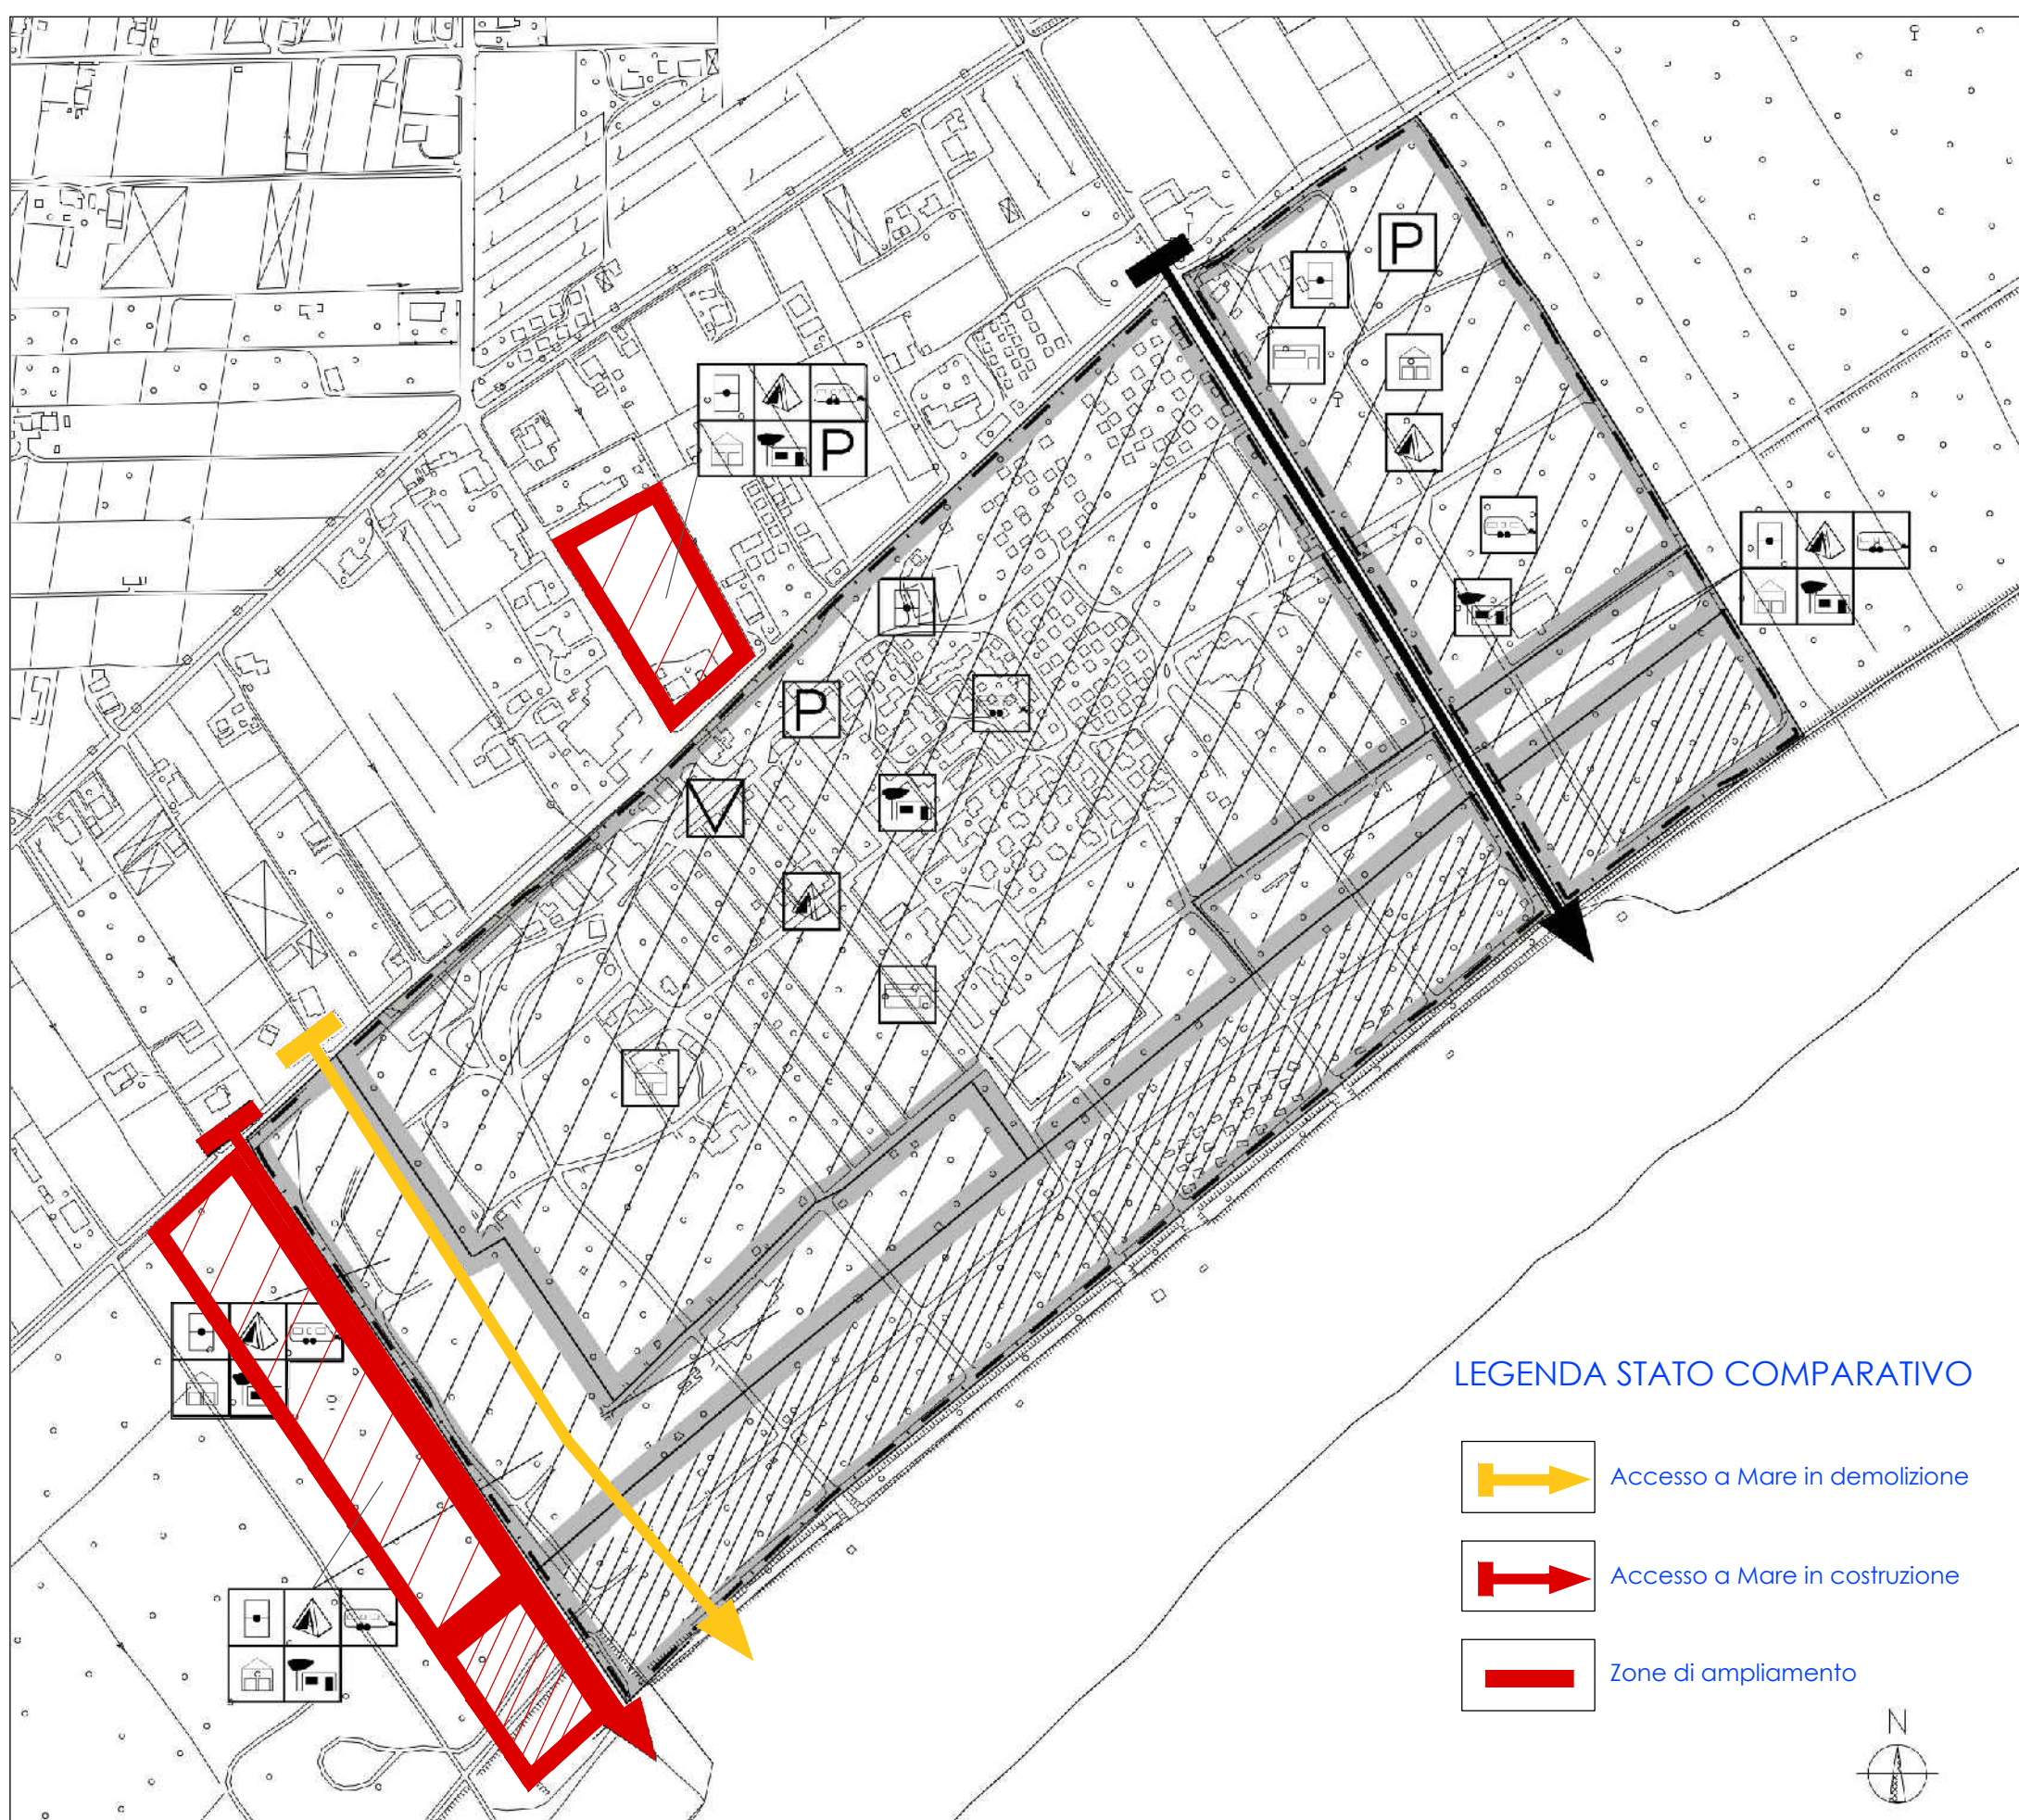 P
P
P
V
LEGENDA STATO COMPARATIVO
Accesso a Mare in demolizione
Accesso a Mare in costruzione
Zone di ampliamento
N